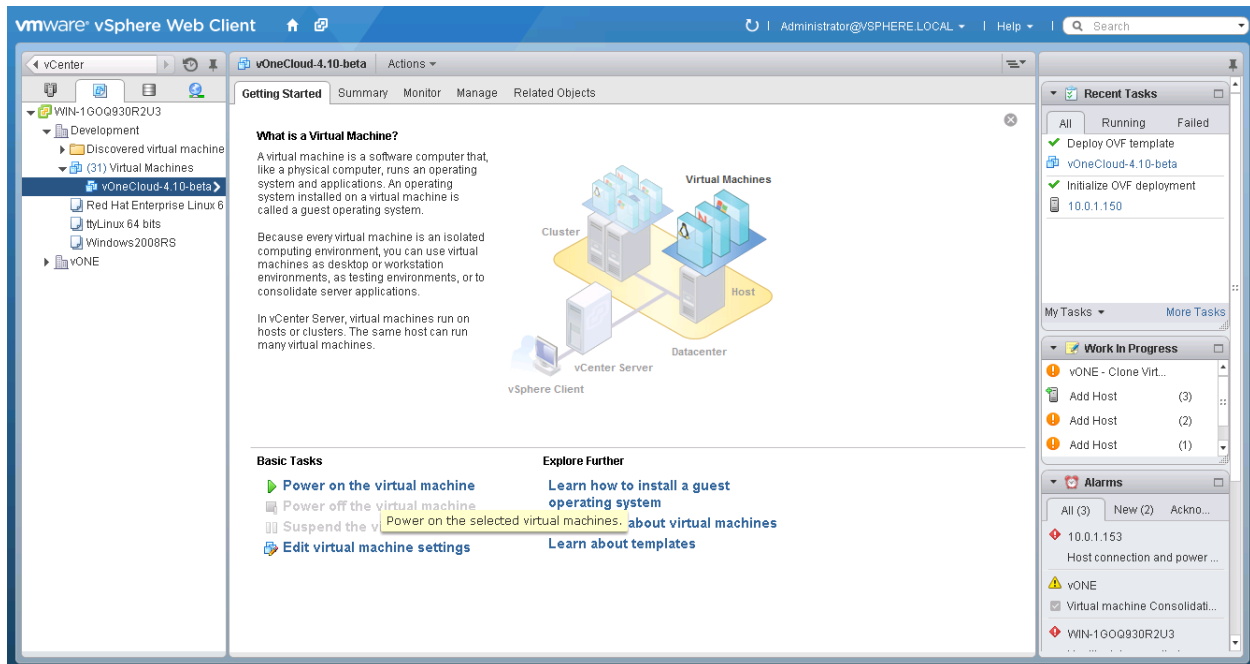 vmware® vSphere Web Client
Administrator@VSPHERE.LOCAL
Help
Search
vCenter
WIN-1GOQ930R2U3
Development
Discovered virtual machine
(31) Virtual Machines
vOneCloud-4.10-beta
Red Hat Enterprise Linux 6
ttyLinux 64 bits
Windows2008RS
vONE
vOneCloud-4.10-beta
Actions
Getting Started
Summary
Monitor
Manage
Related Objects
What is a Virtual Machine?
A virtual machine is a software computer that,
like a physical computer, runs an operating
system and applications. An operating
system installed on a virtual machine is
called a guest operating system.
Because every virtual machine is an isolated
computing environment, you can use virtual
machines as desktop or workstation
environments, as testing environments, or to
consolidate server applications.
In vCenter Server, virtual machines run on
hosts or clusters. The same host can run
many virtual machines.
Virtual Machines
Cluster
Host
Datacenter
vCenter Server
vSphere Client
Basic Tasks
Power on the virtual machine
Power off the virtual machine
Suspend the v
Power on the selected virtual machines.
Edit virtual machine settings
Explore Further
Learn how to install a guest
operating system
about virtual machines
Learn about templates
Recent Tasks
All
Running
Failed
Deploy OVF template
vOneCloud-4.10-beta
Initialize OVF deployment
10.0.1.150
My Tasks
More Tasks
Work In Progress
vONE - Clone Virt...
Add Host (3)
Add Host (2)
Add Host (1)
Alarms
All (3)
New (2)
Ackno...
10.0.1.153
Host connection and power ...
vONE
Virtual machine Consolidati...
WIN-1GOQ930R2U3